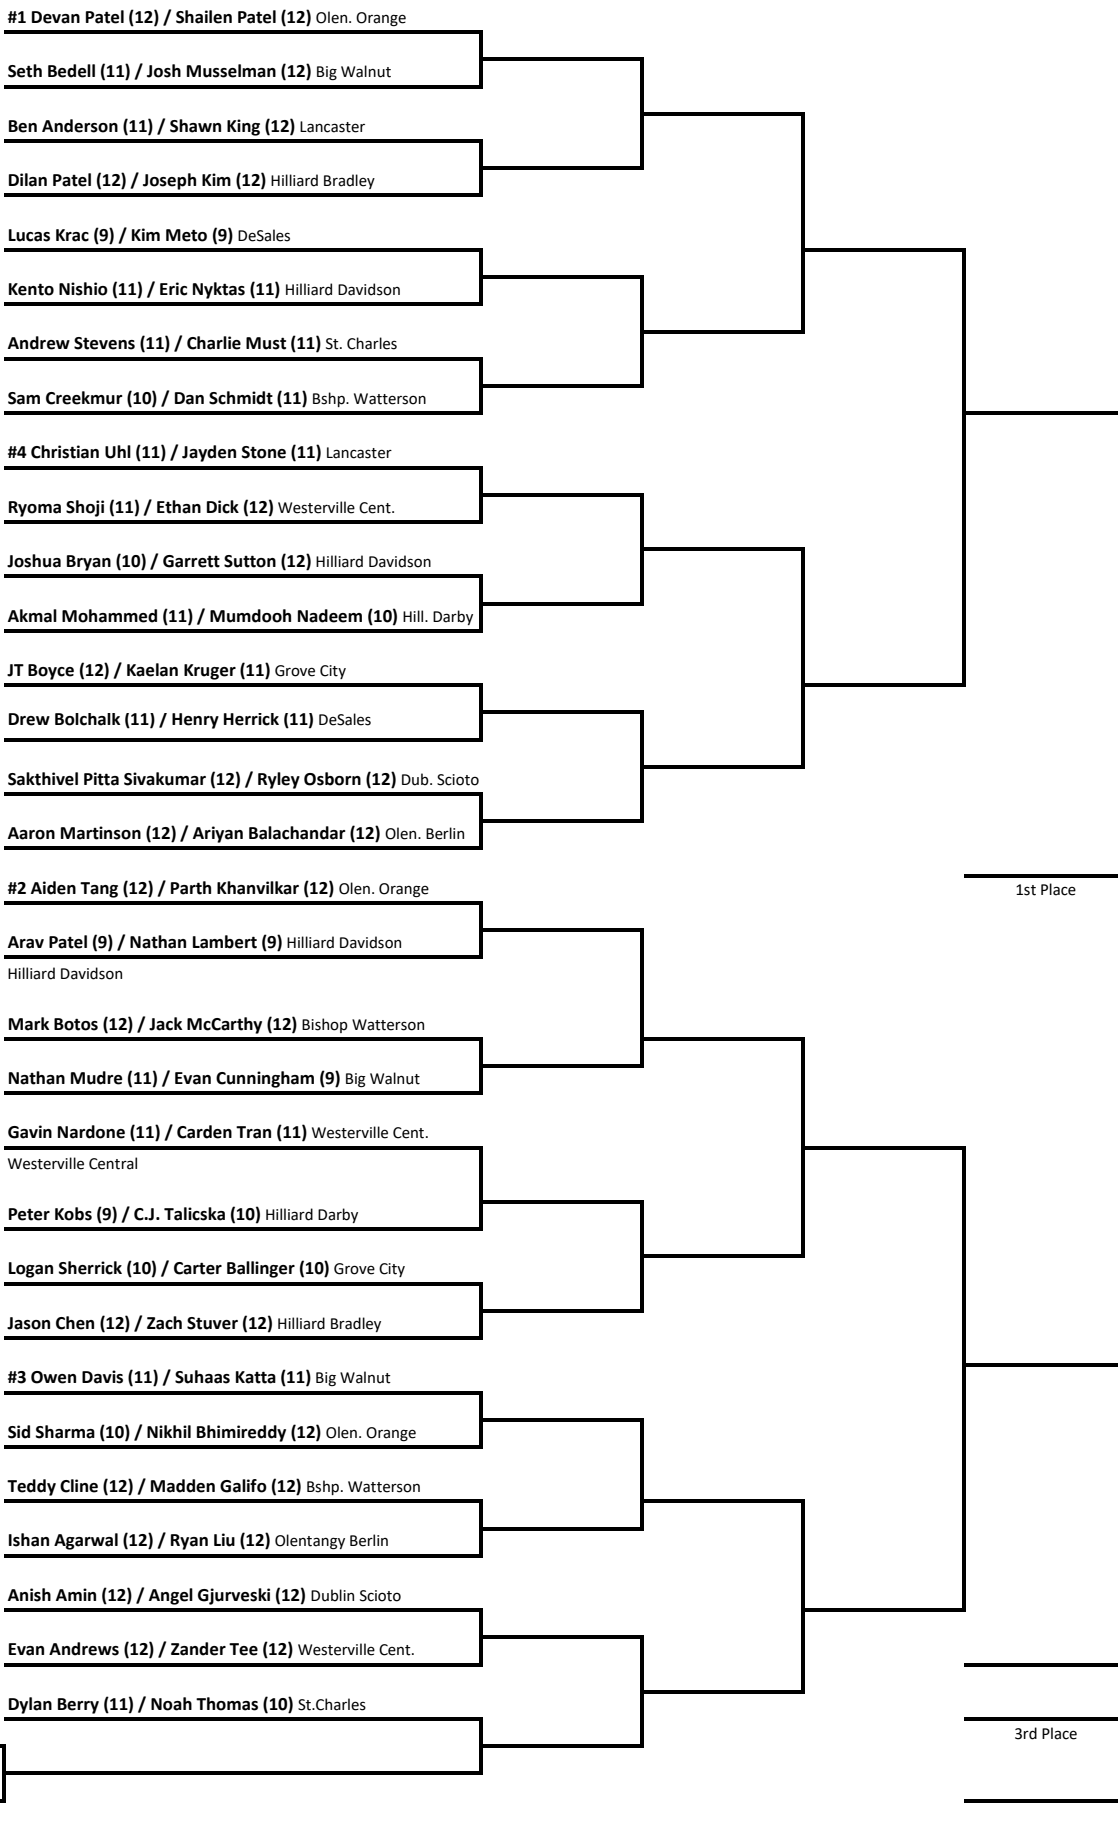 #1 Devan Patel (12) / Shailen Patel (12) Olen. Orange
Seth Bedell (11) / Josh Musselman (12) Big Walnut
Ben Anderson (11) / Shawn King (12) Lancaster
Dilan Patel (12) / Joseph Kim (12) Hilliard Bradley
Lucas Krac (9) / Kim Meto (9) DeSales
Kento Nishio (11) / Eric Nyktas (11) Hilliard Davidson
Andrew Stevens (11) / Charlie Must (11) St. Charles
Sam Creekmur (10) / Dan Schmidt (11) Bshp. Watterson
#4 Christian Uhl (11) / Jayden Stone (11) Lancaster
Ryoma Shoji (11) / Ethan Dick (12) Westerville Cent.
Joshua Bryan (10) / Garrett Sutton (12) Hilliard Davidson
Akmal Mohammed (11) / Mumdooh Nadeem (10) Hill. Darby
JT Boyce (12) / Kaelan Kruger (11) Grove City
Drew Bolchalk (11) / Henry Herrick (11) DeSales
Sakthivel Pitta Sivakumar (12) / Ryley Osborn (12) Dub. Scioto
Aaron Martinson (12) / Ariyan Balachandar (12) Olen. Berlin
#2 Aiden Tang (12) / Parth Khanvilkar (12) Olen. Orange
1st Place
Arav Patel (9) / Nathan Lambert (9) Hilliard Davidson
Hilliard Davidson
Mark Botos (12) / Jack McCarthy (12) Bishop Watterson
Nathan Mudre (11) / Evan Cunningham (9) Big Walnut
Gavin Nardone (11) / Carden Tran (11) Westerville Cent.
Westerville Central
Peter Kobs (9) / C.J. Talicska (10) Hilliard Darby
Logan Sherrick (10) / Carter Ballinger (10) Grove City
Jason Chen (12) / Zach Stuver (12) Hilliard Bradley
#3 Owen Davis (11) / Suhaas Katta (11) Big Walnut
Sid Sharma (10) / Nikhil Bhimireddy (12) Olen. Orange
Teddy Cline (12) / Madden Galifo (12) Bshp. Watterson
Ishan Agarwal (12) / Ryan Liu (12) Olentangy Berlin
Anish Amin (12) / Angel Gjurveski (12) Dublin Scioto
Evan Andrews (12) / Zander Tee (12) Westerville Cent.
Dylan Berry (11) / Noah Thomas (10) St.Charles
3rd Place